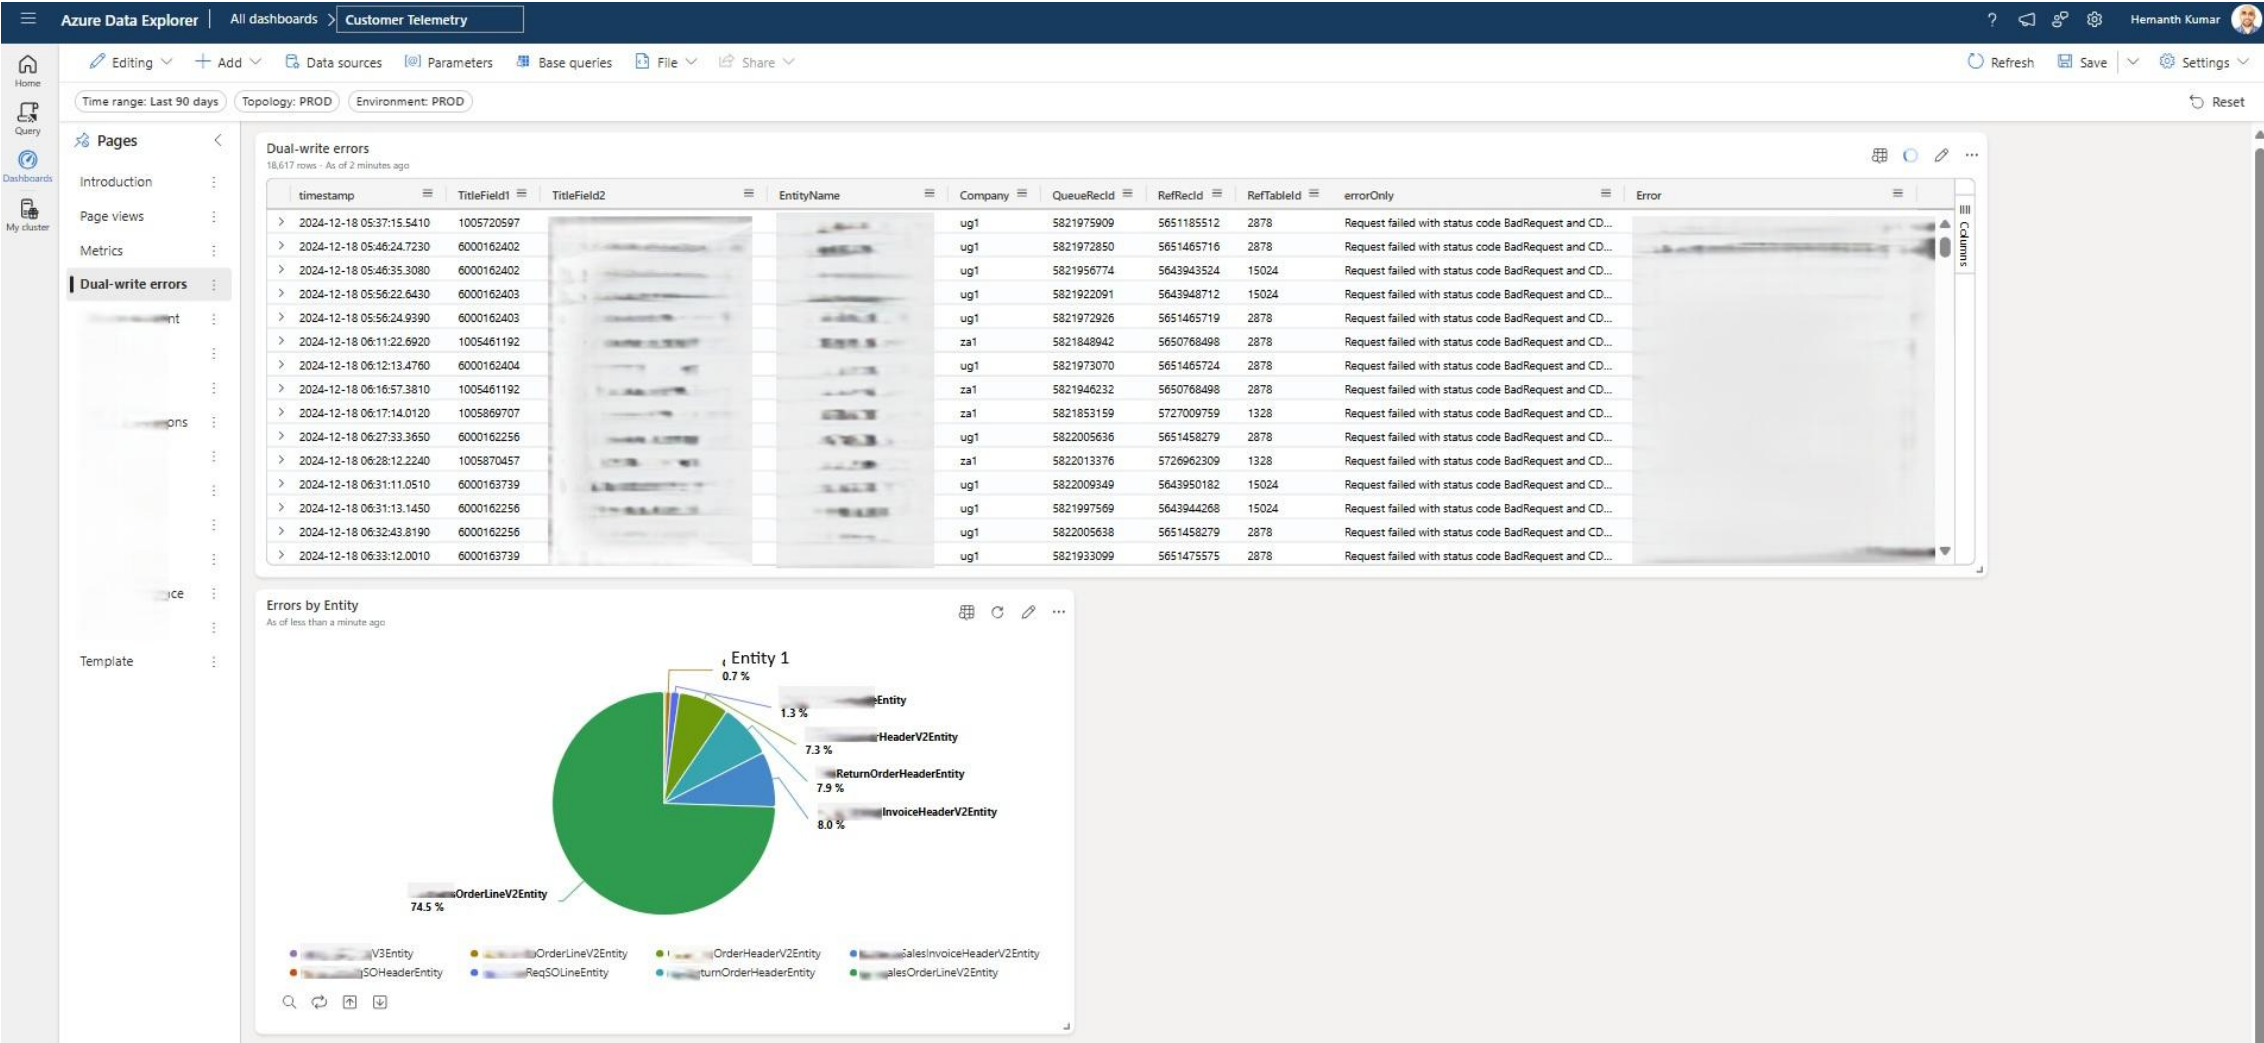 Azure Data Explorer All dashboards > Customer Telemetry ? Hemanth Kumar
Editing Add Data sources Parameters Base queries File Share Refresh Save Settings
Time range: Last 90 days Topology: PROD Environment: PROD Reset
Home
Query
Dashboards
My cluster
Pages
Introduction
Page views
Metrics
Dual-write errors
nt
ons
ce
Template
Dual-write errors
18,617 rows - As of 2 minutes ago
timestamp TitleField1 TitleField2 EntityName Company QueueRecId RefRecId RefTableId errorOnly Error
2024-12-18 05:37:15.5410 1005720597 ug1 5821975909 5651185512 2878 Request failed with status code BadRequest and CD...
2024-12-18 05:46:24.7230 6000162402 ug1 5821972850 5651465716 2878 Request failed with status code BadRequest and CD...
2024-12-18 05:46:35.3080 6000162402 ug1 5821956774 5643943524 15024 Request failed with status code BadRequest and CD...
2024-12-18 05:56:22.6430 6000162403 ug1 5821922091 5643948712 15024 Request failed with status code BadRequest and CD...
2024-12-18 05:56:24.9390 6000162403 ug1 5821972926 5651465719 2878 Request failed with status code BadRequest and CD...
2024-12-18 06:11:22.6920 1005461192 za1 5821848942 5650768498 2878 Request failed with status code BadRequest and CD...
2024-12-18 06:12:13.4760 6000162404 ug1 5821973070 5651465724 2878 Request failed with status code BadRequest and CD...
2024-12-18 06:16:57.3810 1005461192 za1 5821946232 5650768498 2878 Request failed with status code BadRequest and CD...
2024-12-18 06:17:14.0120 1005869707 za1 5821853159 5727009759 1328 Request failed with status code BadRequest and CD...
2024-12-18 06:27:33.3650 6000162256 ug1 5822005636 5651458279 2878 Request failed with status code BadRequest and CD...
2024-12-18 06:28:12.2240 1005870457 za1 5822013376 5726962309 1328 Request failed with status code BadRequest and CD...
2024-12-18 06:31:11.0510 6000163739 ug1 5822009349 5643950182 15024 Request failed with status code BadRequest and CD...
2024-12-18 06:31:13.1450 6000162256 ug1 5821997569 5643944268 15024 Request failed with status code BadRequest and CD...
2024-12-18 06:32:43.8190 6000162256 ug1 5822005638 5651458279 2878 Request failed with status code BadRequest and CD...
2024-12-18 06:33:12.0010 6000163739 ug1 5821933099 5651475575 2878 Request failed with status code BadRequest and CD...
Columns
Errors by Entity
As of less than a minute ago
Entity 1
0.7 %
Entity
1.3 %
HeaderV2Entity
7.3 %
ReturnOrderHeaderEntity
7.9 %
InvoiceHeaderV2Entity
8.0 %
OrderLineV2Entity
74.5 %
V3Entity OrderLineV2Entity OrderHeaderV2Entity SalesInvoiceHeaderV2Entity
SOHeaderEntity ReqSOLineEntity turnOrderHeaderEntity alesOrderLineV2Entity